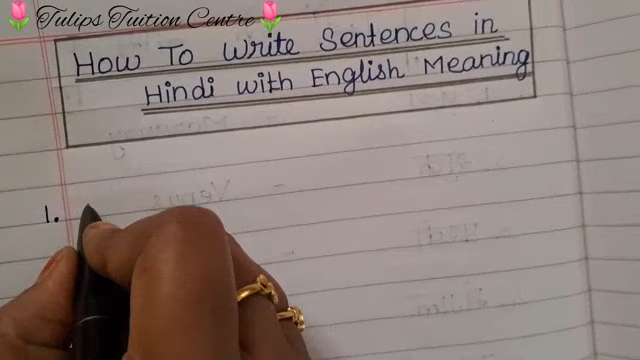 🌷Tulips Tuition Centre🌷
How To Write Sentences in
Hindi with English Meaning
1.